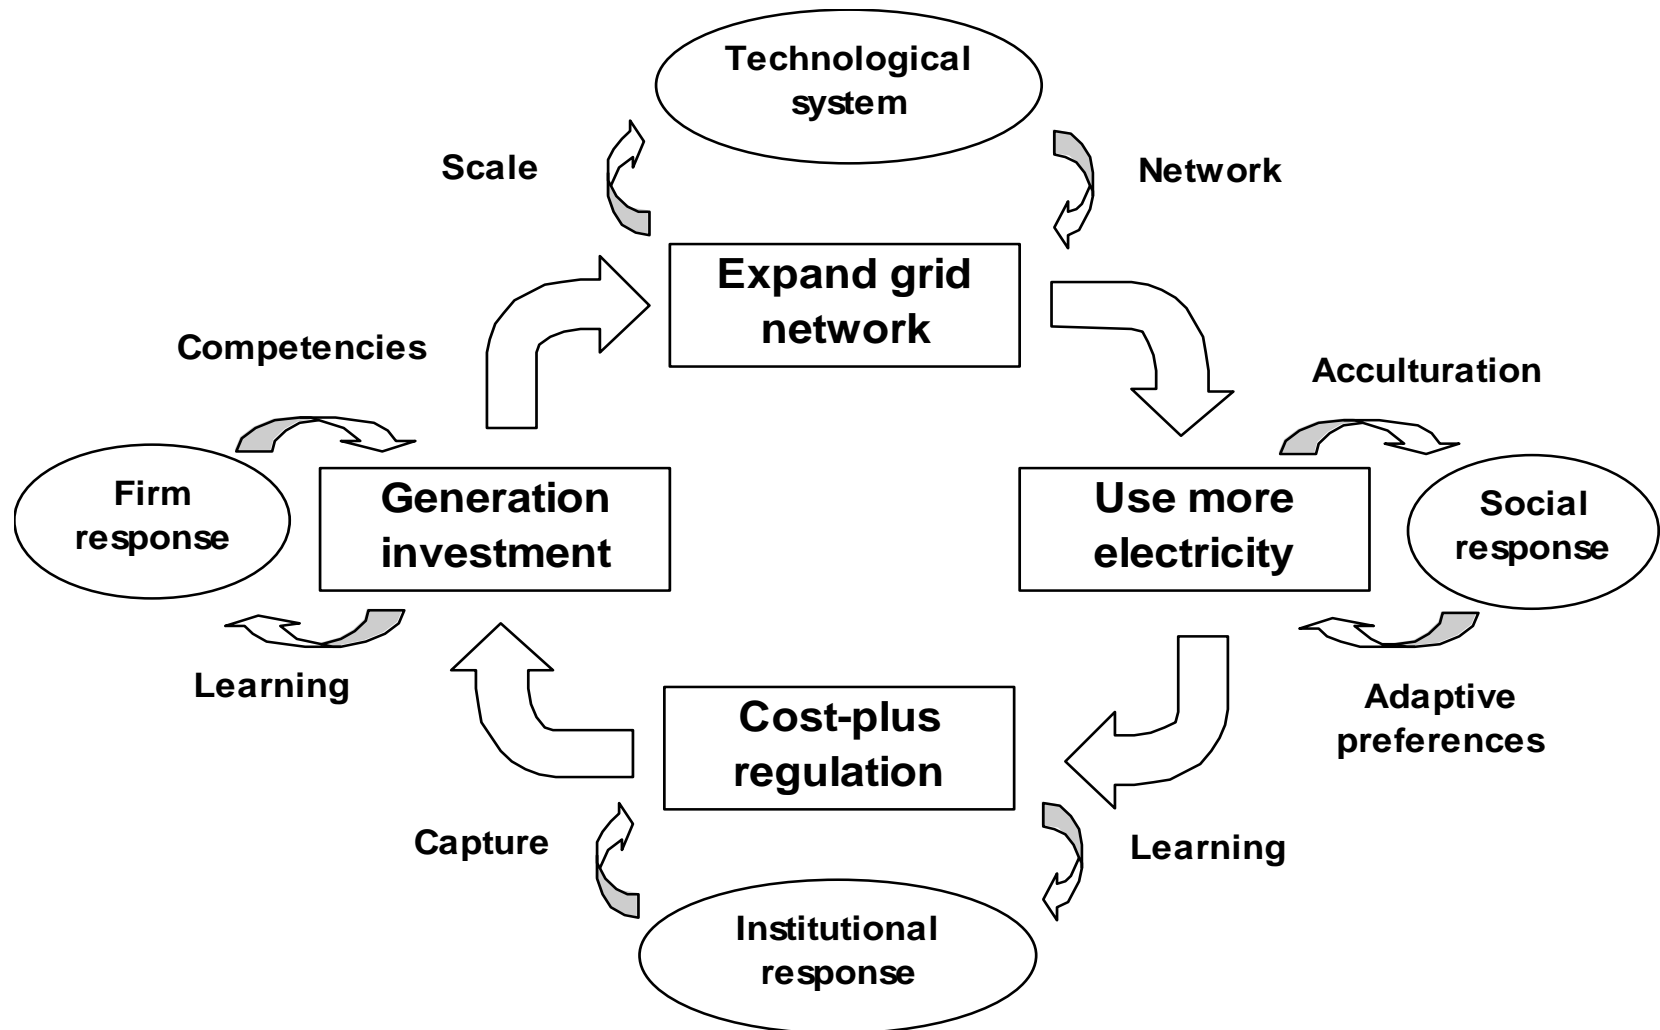 Technological
system
Scale
Network
Expand grid
network
Competencies
Acculturation
Firm
response
Generation
investment
Use more
electricity
Social
response
Learning
Adaptive
preferences
Cost-plus
regulation
Capture
Learning
Institutional
response